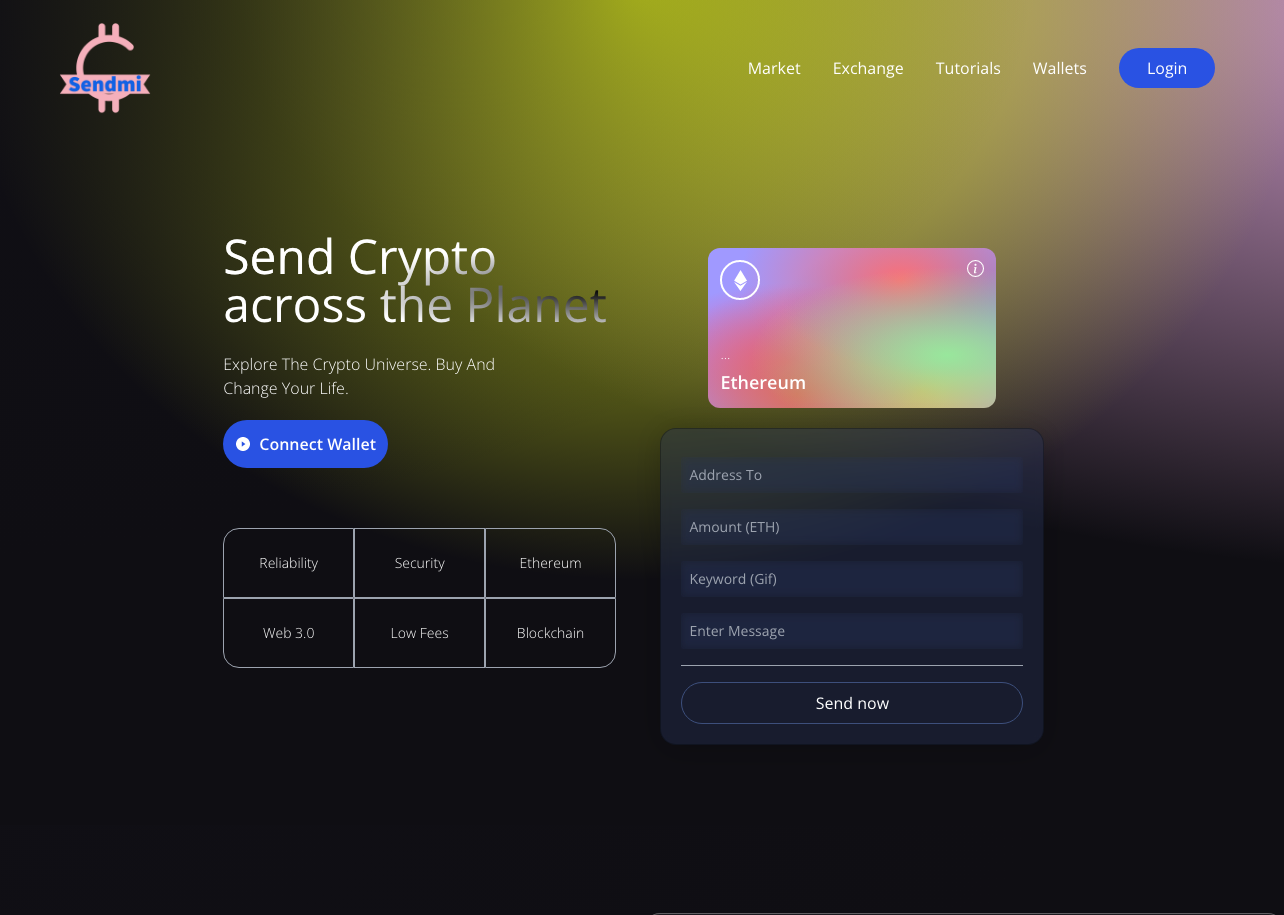 Sendmi
Market
Exchange
Tutorials
Wallets
Login
Send Crypto
across the Planet
Explore The Crypto Universe. Buy And
Change Your Life.
Connect Wallet
Reliability
Security
Ethereum
Web 3.0
Low Fees
Blockchain
i
...
Ethereum
Address To
Amount (ETH)
Keyword (Gif)
Enter Message
Send now